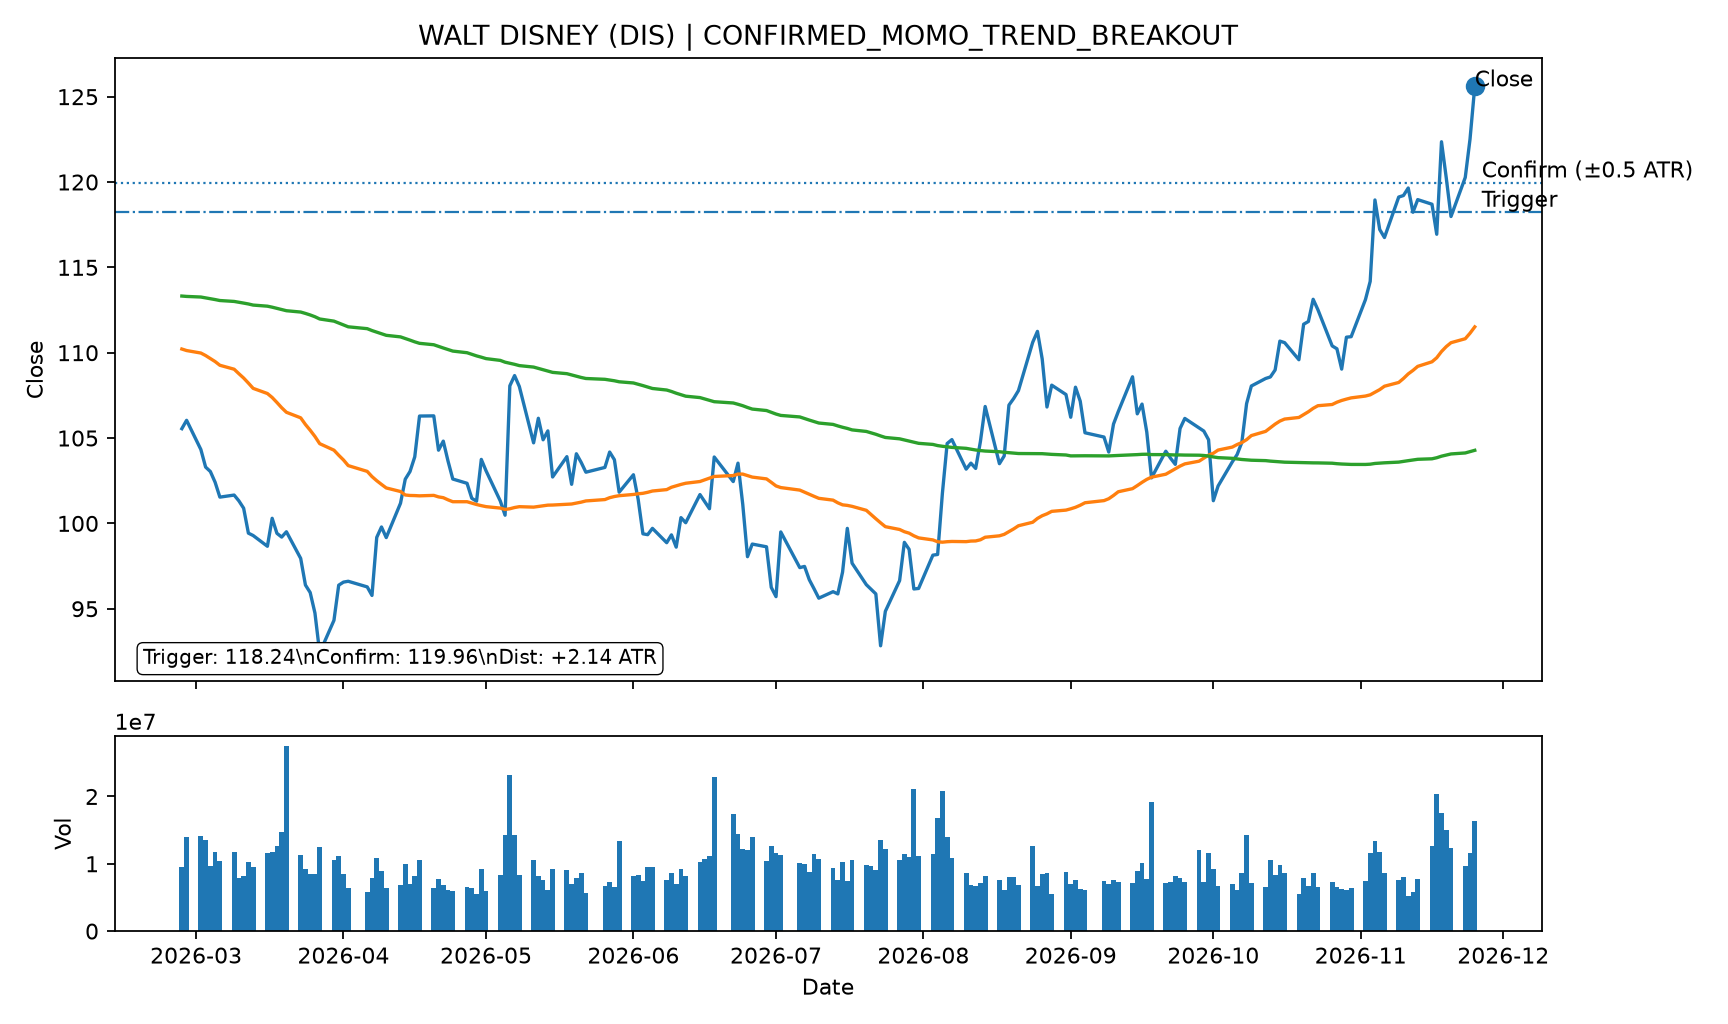 WALT DISNEY (DIS) | CONFIRMED_MOMO_TREND_BREAKOUT
Close
125
120
115
110
105
100
95
Close
Confirm (±0.5 ATR)
Trigger
Trigger: 118.24\nConfirm: 119.96\nDist: +2.14 ATR
1e7
Vol
2
1
0
2026-03 2026-04 2026-05 2026-06 2026-07 2026-08 2026-09 2026-10 2026-11 2026-12
Date